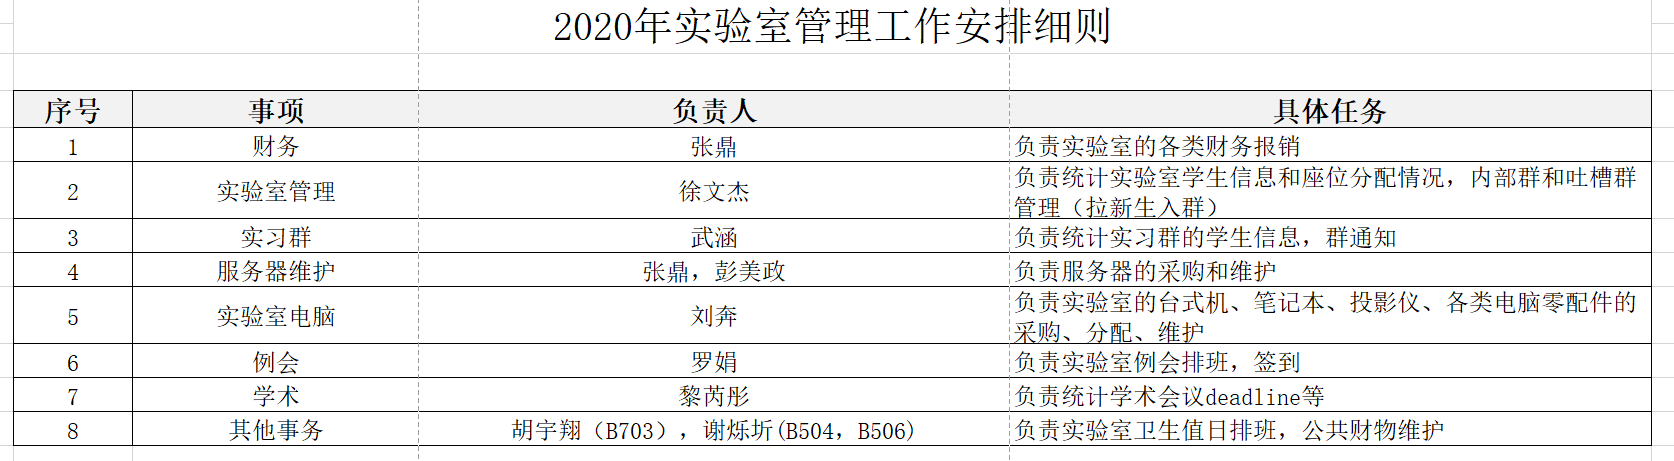 2020年实验室管理工作安排细则
序号 事项 负责人 具体任务
1 财务 张鼎 负责实验室的各类财务报销
2 实验室管理 徐文杰 负责统计实验室学生信息和座位分配情况，内部群和吐槽群
管理（拉新生入群）
3 实习群 武涵 负责统计实习群的学生信息，群通知
4 服务器维护 张鼎，彭美政 负责服务器的采购和维护
5 实验室电脑 刘奔 负责实验室的台式机、笔记本、投影仪、各类电脑零配件的
采购、分配、维护
6 例会 罗娟 负责实验室例会排班，签到
7 学术 黎芮彤 负责统计学术会议deadline等
8 其他事务 胡宇翔（B703），谢烁圻(B504，B506) 负责实验室卫生值日排班，公共财物维护